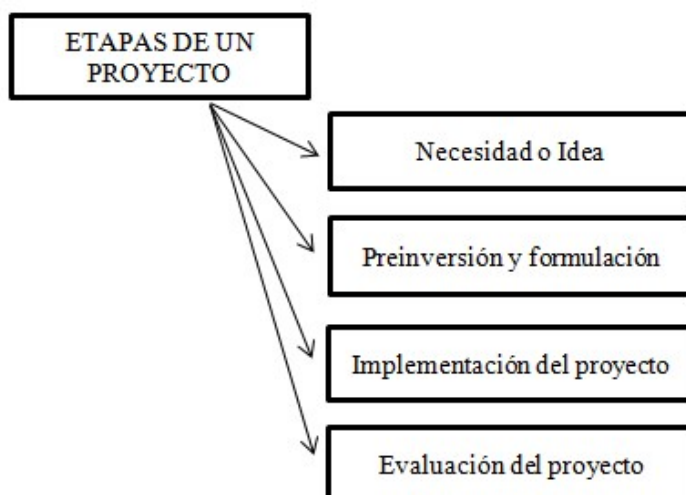 ETAPAS DE UN
PROYECTO
Necesidad o Idea
Preinversión y formulación
Implementación del proyecto
Evaluación del proyecto